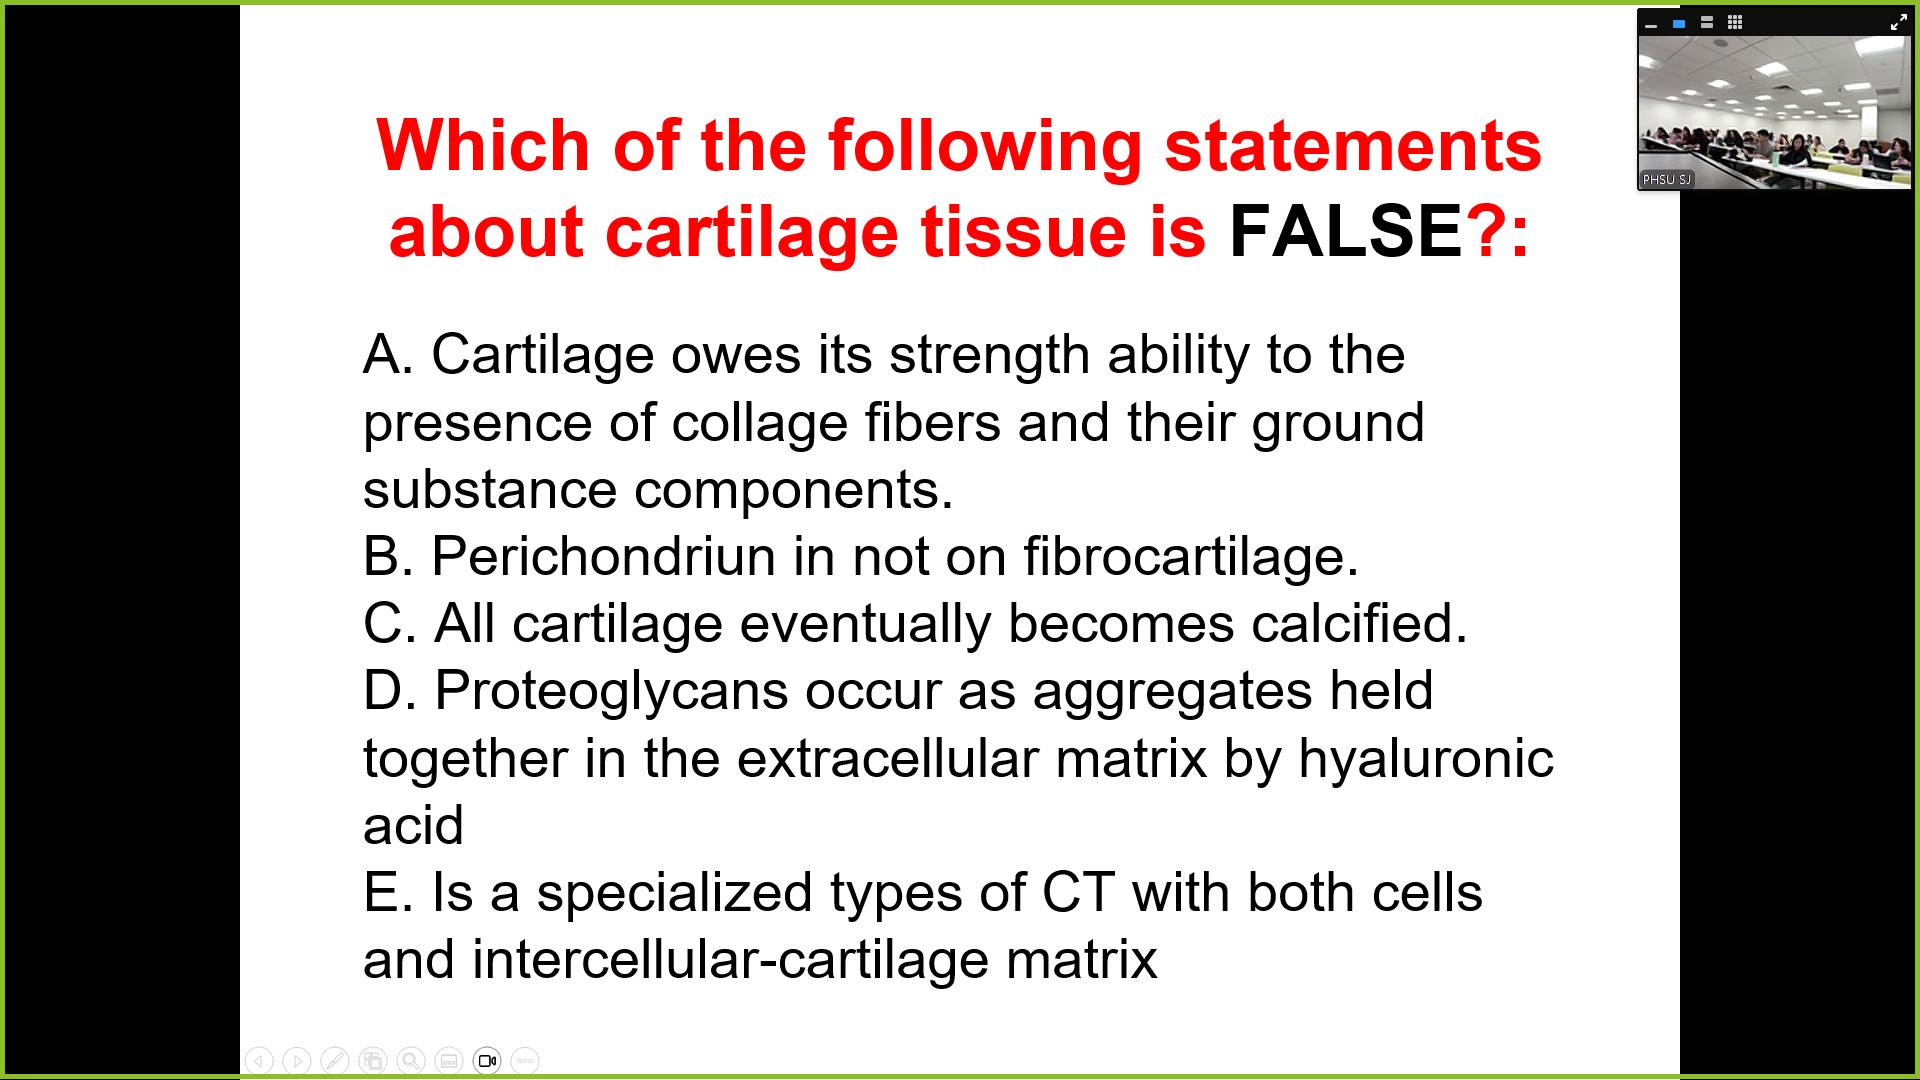 Which of the following statements
about cartilage tissue is FALSE?:
A. Cartilage owes its strength ability to the
presence of collage fibers and their ground
substance components.
B. Perichondriun in not on fibrocartilage.
C. All cartilage eventually becomes calcified.
D. Proteoglycans occur as aggregates held
together in the extracellular matrix by hyaluronic
acid
E. Is a specialized types of CT with both cells
and intercellular-cartilage matrix
PHSU SJ